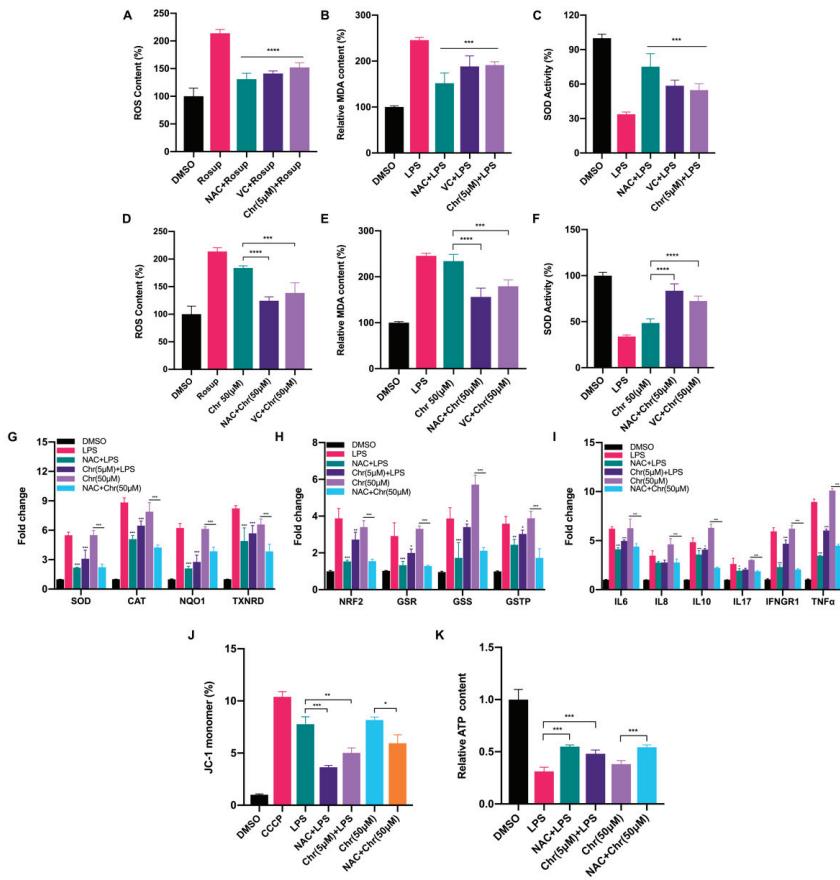 A
ROS Content (%)
250
200
150
100
50
0
****
DMSO
Rosup
NAC+Rosup
VC+Rosup
Chr(5μM)+Rosup
B
Relative MDA content (%)
300
200
100
0
***
DMSO
LPS
NAC+LPS
VC+LPS
Chr(5μM)+LPS
C
SOD Activity (%)
120
90
60
30
0
***
DMSO
LPS
NAC+LPS
VC+LPS
Chr(5μM)+LPS
D
ROS Content (%)
250
200
150
100
50
0
***
****
DMSO
Rosup
Chr 50(μM)
NAC+Chr(50μM)
VC+Chr(50μM)
E
Relative MDA content (%)
300
200
100
0
***
****
DMSO
LPS
Chr 50(μM)
NAC+Chr(50μM)
VC+Chr(50μM)
F
SOD Activity (%)
150
100
50
0
****
****
DMSO
LPS
Chr 50(μM)
NAC+Chr(50μM)
VC+Chr(50μM)
G
Fold change
15
12
9
6
3
0
DMSO
LPS
NAC+LPS
Chr(5μM)+LPS
Chr(50μM)
NAC+Chr(50μM)
SOD
CAT
NQO1
TXNRD
H
Fold change
8
6
4
2
0
DMSO
LPS
NAC+LPS
Chr(5μM)+LPS
Chr(50μM)
NAC+Chr(50μM)
NRF2
GSR
GSS
GSTP
I
Fold change
15
10
5
0
DMSO
LPS
NAC+LPS
Chr(5μM)+LPS
Chr(50μM)
NAC+Chr(50μM)
IL6
IL8
IL10
IL17
IFNGR1
TNFα
J
JC-1 monomer (%)
15
10
5
0
**
***
*
DMSO
CCCP
LPS
NAC+LPS
Chr(5μM)+LPS
Chr(50μM)
NAC+Chr(50μM)
K
Relative ATP content
1.5
1.0
0.5
0.0
***
***
***
DMSO
LPS
NAC+LPS
Chr(5μM)+LPS
Chr(50μM)
NAC+Chr(50μM)